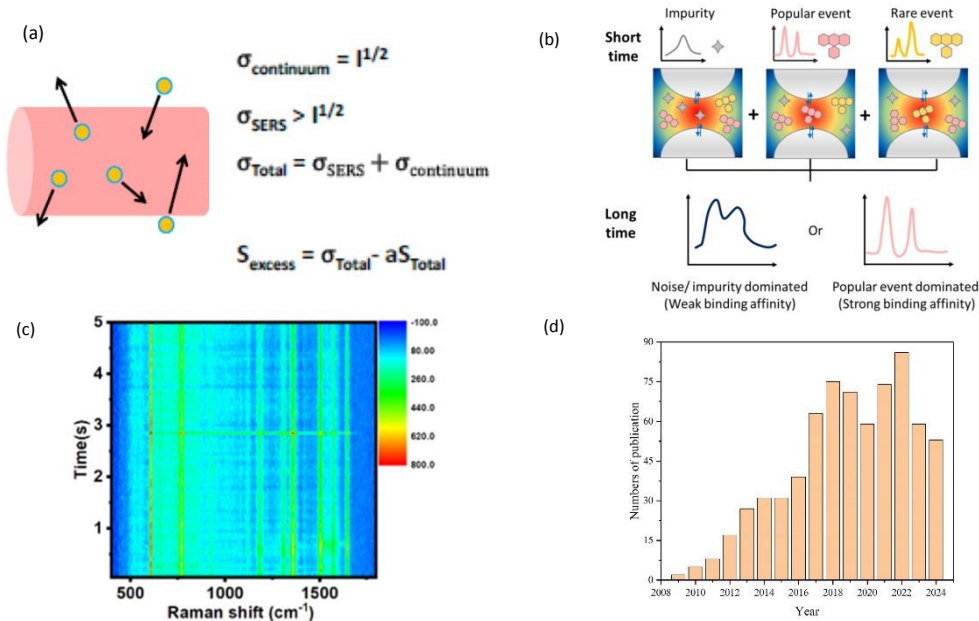 (a)
σcontinuum = I1/2
σSERS > I1/2
σTotal = σSERS + σcontinuum
Sexcess = σTotal- aSTotal
(b)
Impurity
Popular event
Rare event
Short
time
+
+
Long
time
Or
Noise/ impurity dominated
(Weak binding affinity)
Popular event dominated
(Strong binding affinity)
(c)
5
4
3
2
1
Time(s)
500
1000
1500
Raman shift (cm-1)
-100.0
80.00
260.0
440.0
620.0
800.0
(d)
90
75
60
45
30
15
0
Numbers of publication
2008
2010
2012
2014
2016
2018
2020
2022
2024
Year